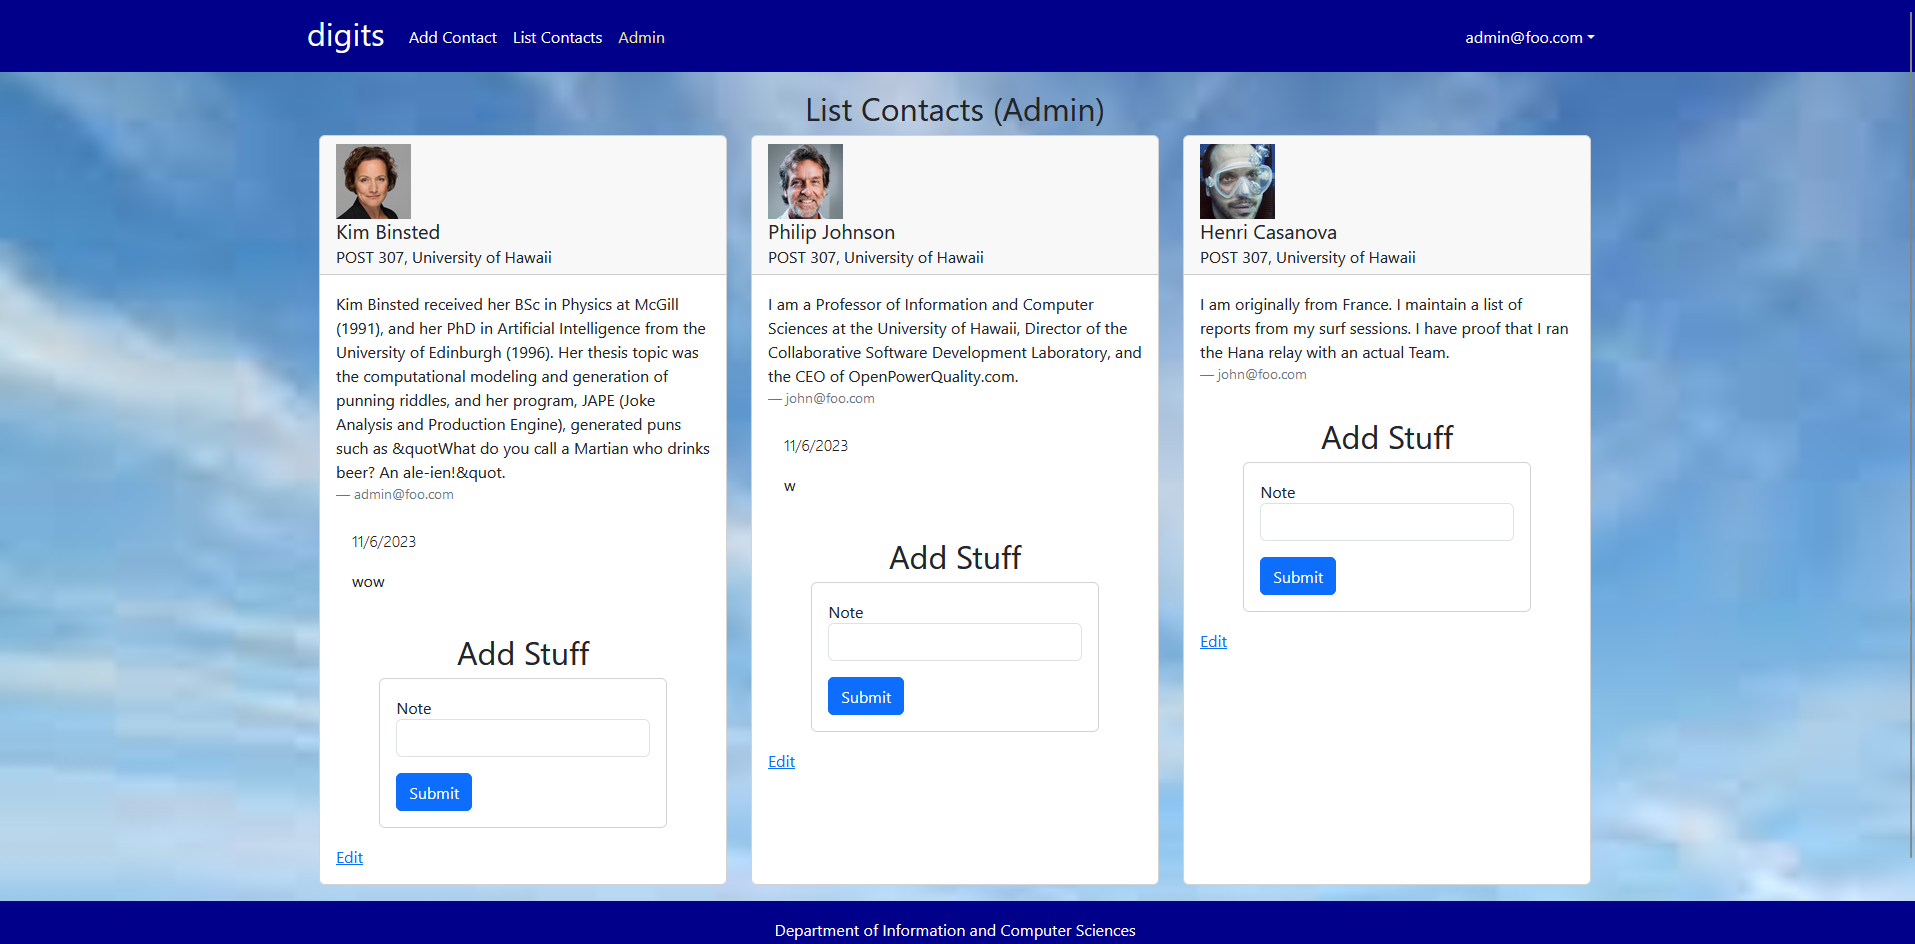 digits
Add Contact
List Contacts
Admin
admin@foo.com
List Contacts (Admin)
Kim Binsted
POST 307, University of Hawaii
Kim Binsted received her BSc in Physics at McGill
(1991), and her PhD in Artificial Intelligence from the
University of Edinburgh (1996). Her thesis topic was
the computational modeling and generation of
punning riddles, and her program, JAPE (Joke
Analysis and Production Engine), generated puns
such as &quotWhat do you call a Martian who drinks
beer? An ale-ien!&quot.
— admin@foo.com
11/6/2023
wow
Add Stuff
Note
Submit
Edit
Philip Johnson
POST 307, University of Hawaii
I am a Professor of Information and Computer
Sciences at the University of Hawaii, Director of the
Collaborative Software Development Laboratory, and
the CEO of OpenPowerQuality.com.
— john@foo.com
11/6/2023
w
Add Stuff
Note
Submit
Edit
Henri Casanova
POST 307, University of Hawaii
I am originally from France. I maintain a list of
reports from my surf sessions. I have proof that I ran
the Hana relay with an actual Team.
— john@foo.com
Add Stuff
Note
Submit
Edit
Department of Information and Computer Sciences